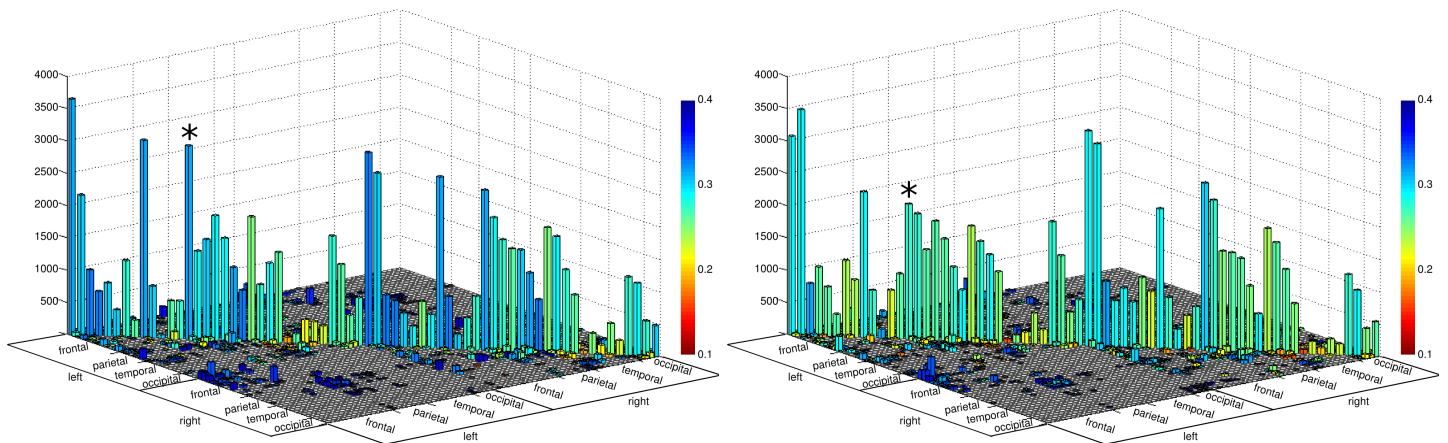 4000
3500
3000
2500
2000
1500
1000
500
*
0.4
0.3
0.2
0.1
frontal
parietal
temporal
occipital
left
frontal
parietal
temporal
occipital
right
frontal
parietal
temporal
occipital
left
frontal
parietal
temporal
occipital
right
4000
3500
3000
2500
2000
1500
1000
500
*
0.4
0.3
0.2
0.1
frontal
parietal
temporal
occipital
left
frontal
parietal
temporal
occipital
right
frontal
parietal
temporal
occipital
left
frontal
parietal
temporal
occipital
right